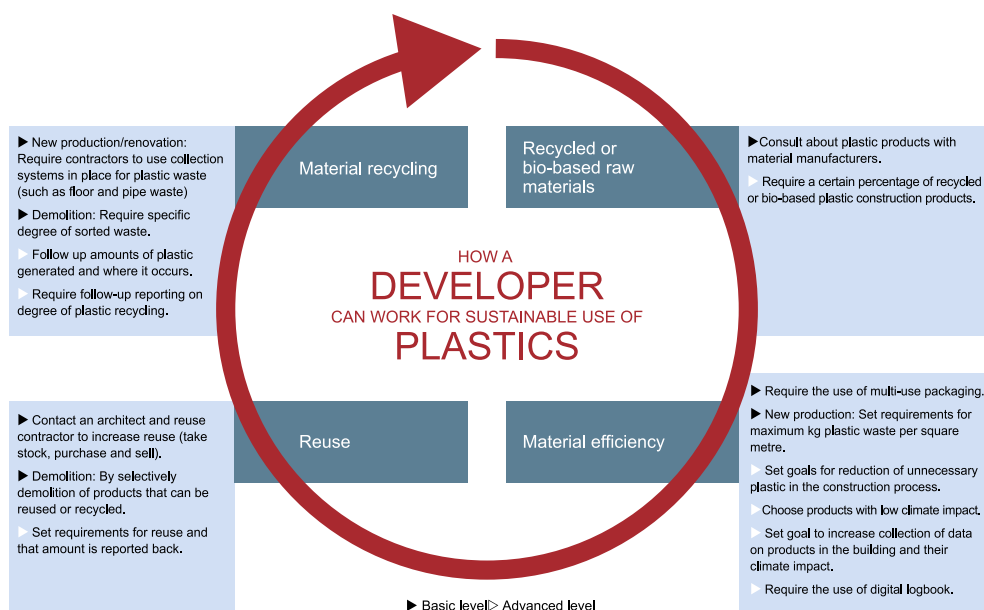 ▶ New production/renovation:
Require contractors to use collection
systems in place for plastic waste
(such as floor and pipe waste)
▶ Demolition: Require specific
degree of sorted waste.
▷ Follow up amounts of plastic
generated and where it occurs.
▷ Require follow-up reporting on
degree of plastic recycling.
Material recycling
Recycled or
bio-based raw
materials
▶Consult about plastic products with
material manufacturers.
▷ Require a certain percentage of recycled
or bio-based plastic construction products.
HOW A
DEVELOPER
CAN WORK FOR SUSTAINABLE USE OF
PLASTICS
▶ Contact an architect and reuse
contractor to increase reuse (take
stock, purchase and sell).
▶ Demolition: By selectively
demolition of products that can be
reused or recycled.
▷ Set requirements for reuse and
that amount is reported back.
Reuse
Material efficiency
▶ Require the use of multi-use packaging.
▶ New production: Set requirements for
maximum kg plastic waste per square
metre.
▷ Set goals for reduction of unnecessary
plastic in the construction process.
▷Choose products with low climate impact.
▷ Set goal to increase collection of data
on products in the building and their
climate impact.
▷ Require the use of digital logbook.
▶ Basic level▷ Advanced level